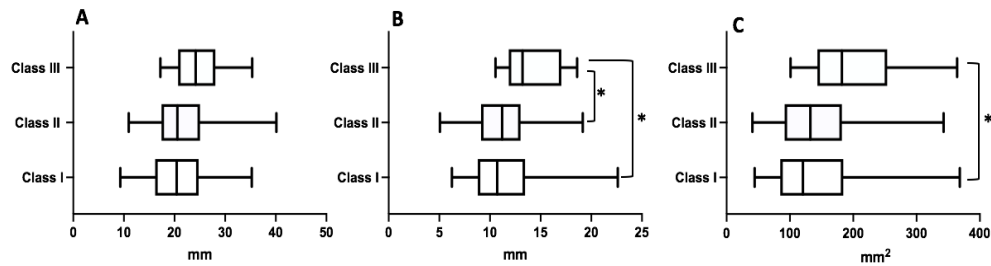 A
Class III
Class II
Class I
0 10 20 30 40 50
mm
B
Class III
Class II
Class I
*
*
0 5 10 15 20 25
mm
C
Class III
Class II
Class I
*
0 100 200 300 400
mm²